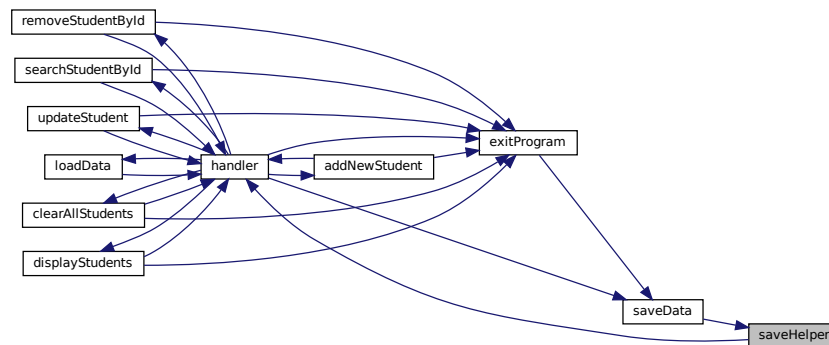 removeStudentById
searchStudentById
updateStudent
exitProgram
loadData
handler
addNewStudent
clearAllStudents
displayStudents
saveData
saveHelper